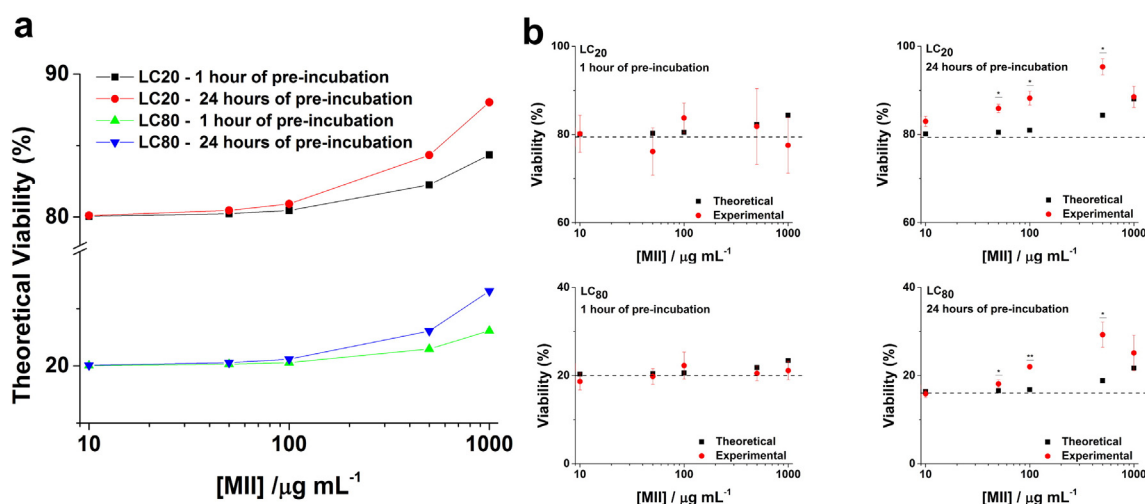 a
90
80
20
Theoretical Viability (%)
LC20 - 1 hour of pre-incubation
LC20 - 24 hours of pre-incubation
LC80 - 1 hour of pre-incubation
LC80 - 24 hours of pre-incubation
10
100
1000
[MII] /μg mL-1
b
LC20
1 hour of pre-incubation
100
80
60
Viability (%)
Theoretical
Experimental
10
100
1000
[MII] / μg mL-1
LC20
24 hours of pre-incubation
100
80
60
Viability (%)
*
*
*
Theoretical
Experimental
10
100
1000
[MII] / μg mL-1
LC80
1 hour of pre-incubation
40
20
0
Viability (%)
Theoretical
Experimental
10
100
1000
[MII] / μg mL-1
LC80
24 hours of pre-incubation
40
20
0
Viability (%)
*
**
*
Theoretical
Experimental
10
100
1000
[MII] / μg mL-1